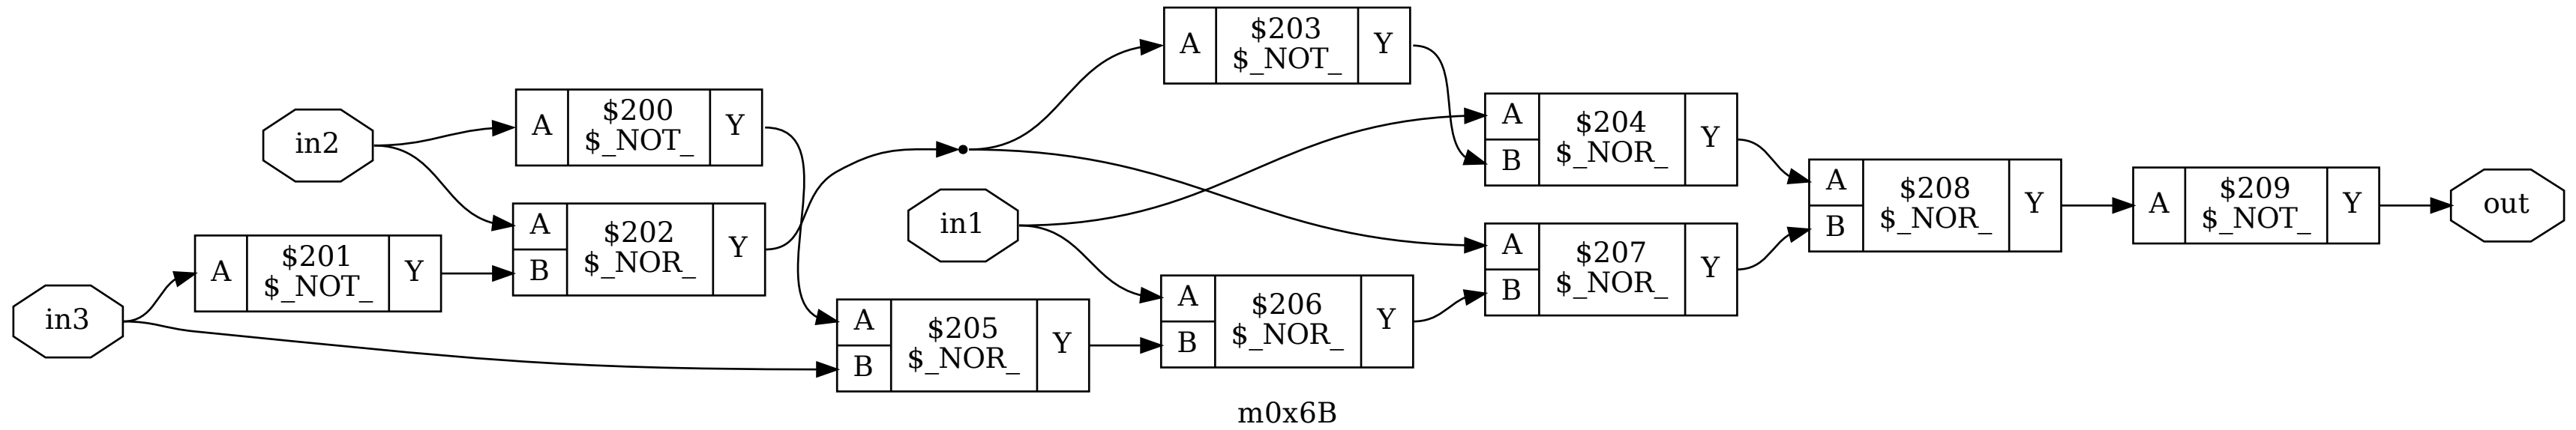 in3
A
$201
$_NOT_
Y
in2
A
$200
$_NOT_
Y
A
B
$202
$_NOR_
Y
A
B
$205
$_NOR_
Y
in1
A
$203
$_NOT_
Y
A
B
$206
$_NOR_
Y
A
B
$204
$_NOR_
Y
A
B
$207
$_NOR_
Y
A
B
$208
$_NOR_
Y
A
$209
$_NOT_
Y
out
m0x6B